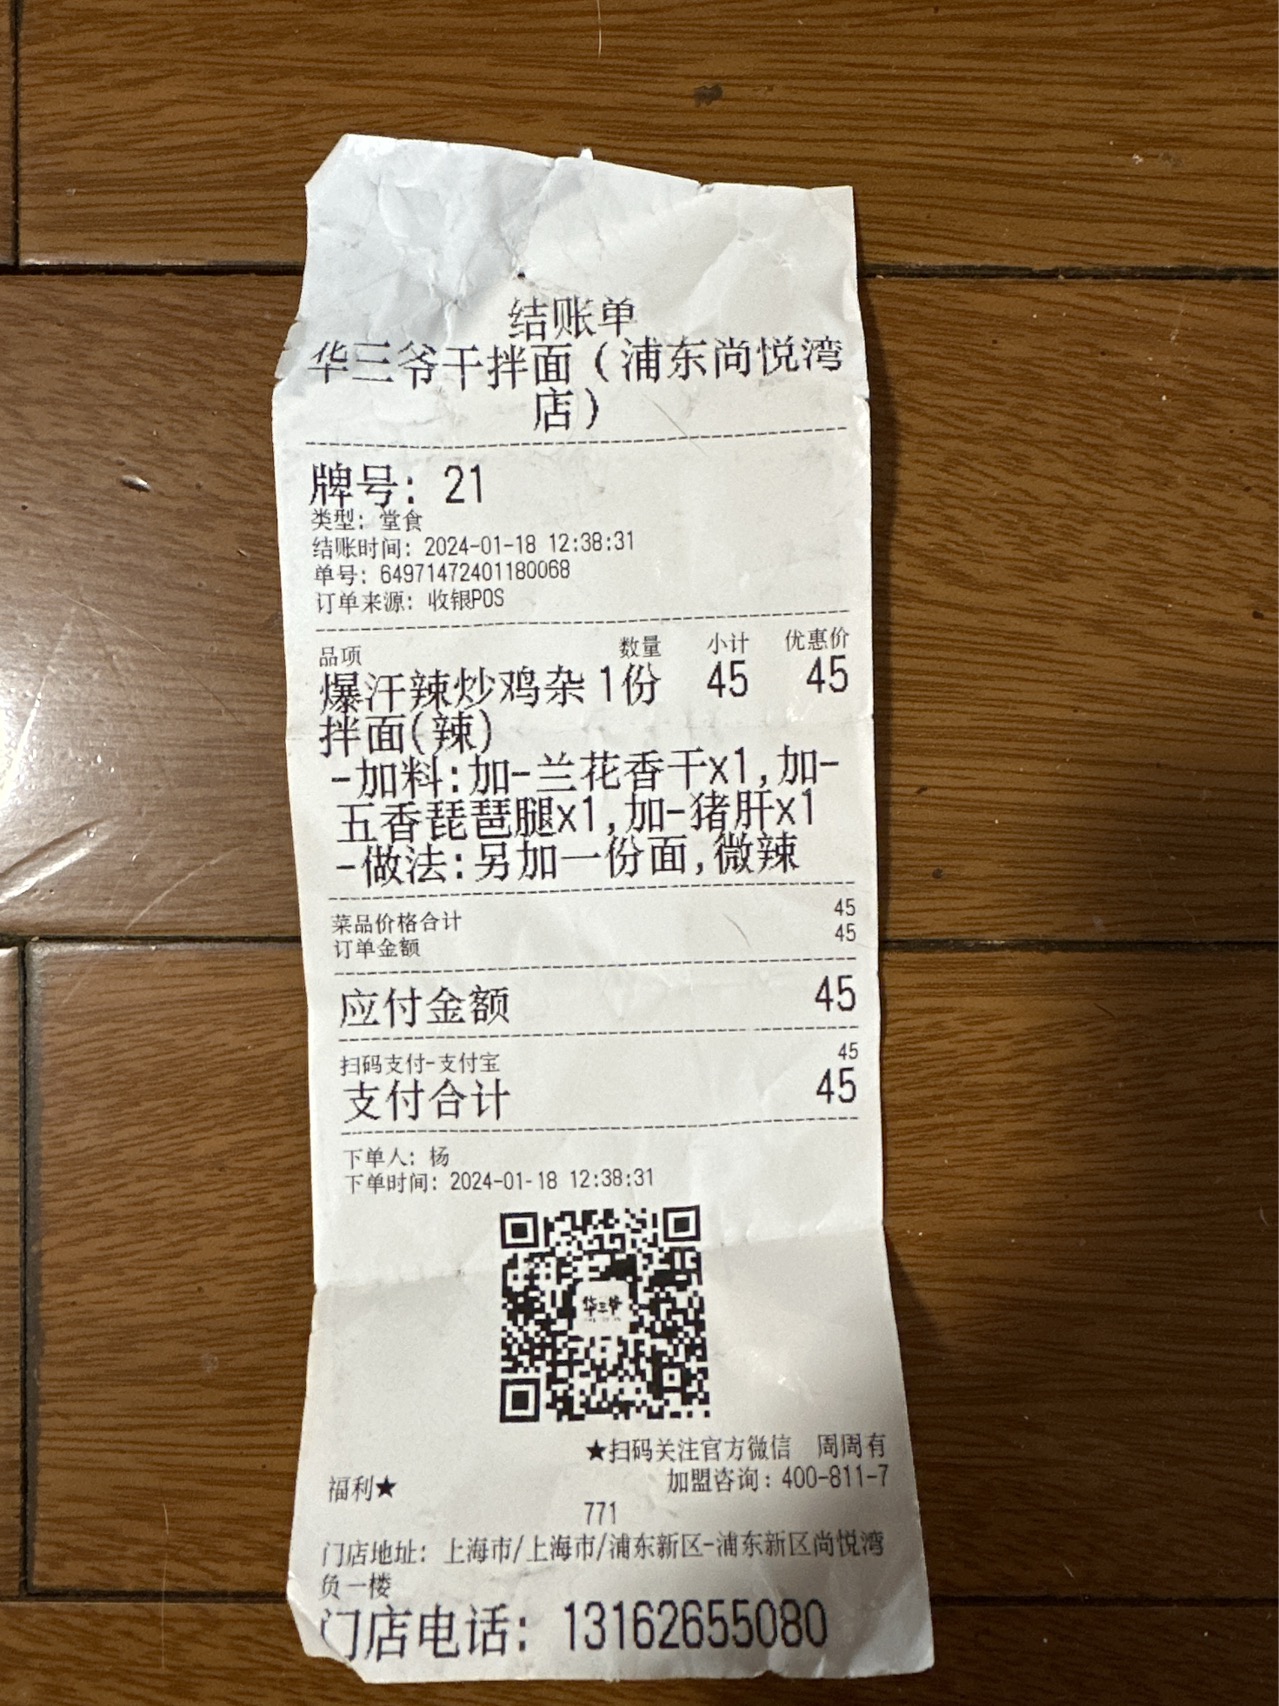 结账单
华三爷干拌面（浦东尚悦湾
店）
牌号：21
类型：堂食
结账时间：2024-01-18 12:38:31
单号：64971472401180068
订单来源：收银POS
品项 数量 小计 优惠价
爆汗辣炒鸡杂 1份 45 45
拌面(辣)
-加料:加-兰花香干x1,加-
五香琵琶腿x1,加-猪肝x1
-做法:另加一份面,微辣
菜品价格合计 45
订单金额 45
应付金额 45
扫码支付-支付宝 45
支付合计 45
下单人：杨
下单时间：2024-01-18 12:38:31
华三爷
★扫码关注官方微信 周周有
福利★ 加盟咨询：400-811-7
771
门店地址：上海市/上海市/浦东新区-浦东新区尚悦湾
负一楼
门店电话：13162655080